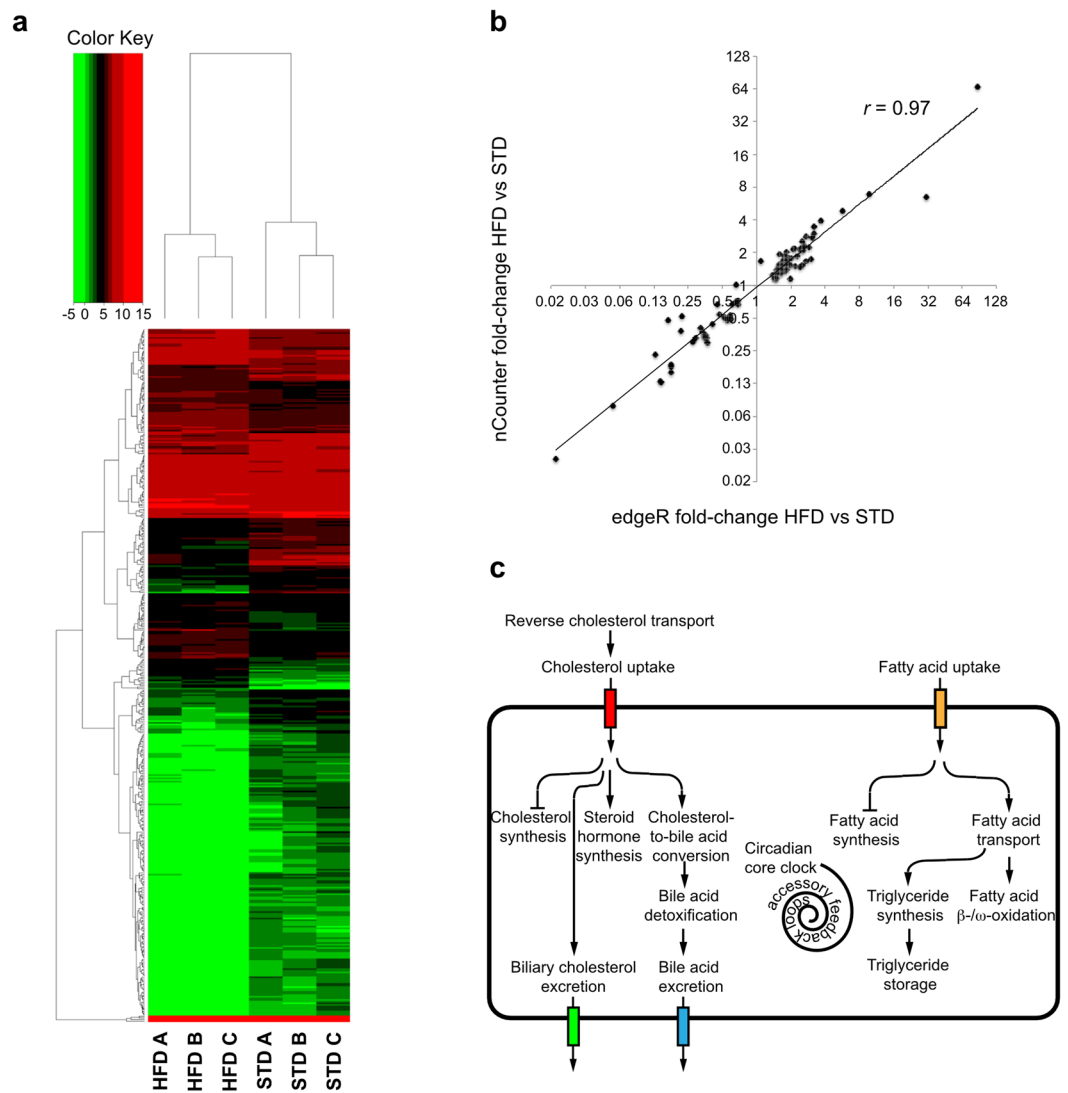 a
Color Key
-5 0 5 10 15
HFD A
HFD B
HFD C
STD A
STD B
STD C
b
nCounter fold-change HFD vs STD
128
64
32
16
8
4
2
1
0.5
0.25
0.13
0.06
0.03
0.02
r = 0.97
0.02 0.03 0.06 0.13 0.25 0.5 1 2 4 8 16 32 64 128
edgeR fold-change HFD vs STD
c
Reverse cholesterol transport
Cholesterol uptake
Fatty acid uptake
Cholesterol
synthesis
Steroid
hormone
synthesis
Cholesterol-
to-bile acid
conversion
Bile acid
detoxification
Biliary cholesterol
excretion
Bile acid
excretion
Circadian
core clock
accessory feedback loops
Fatty acid
synthesis
Fatty acid
transport
Triglyceride
synthesis
Fatty acid
β-/ω-oxidation
Triglyceride
storage